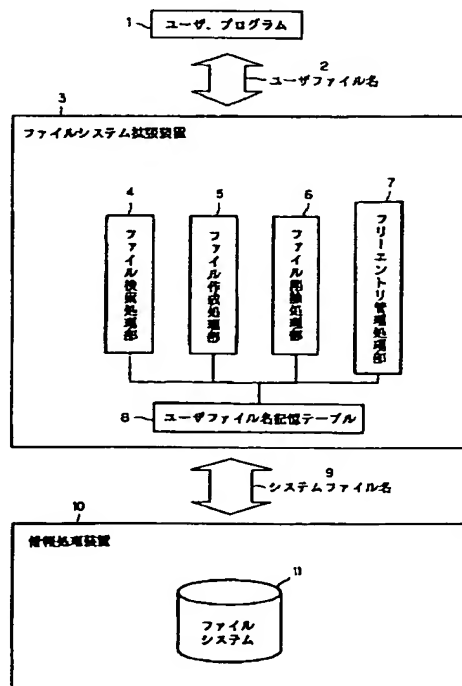 1
ユーザ、プログラム
2
ユーザファイル名
3
ファイルシステム拡張装置
4
ファイル検索処理部
5
ファイル作成処理部
6
ファイル削除処理部
7
フリーエントリ管理処理部
8
ユーザファイル名記憶テーブル
9
システムファイル名
10
情報処理装置
11
ファイル
システム